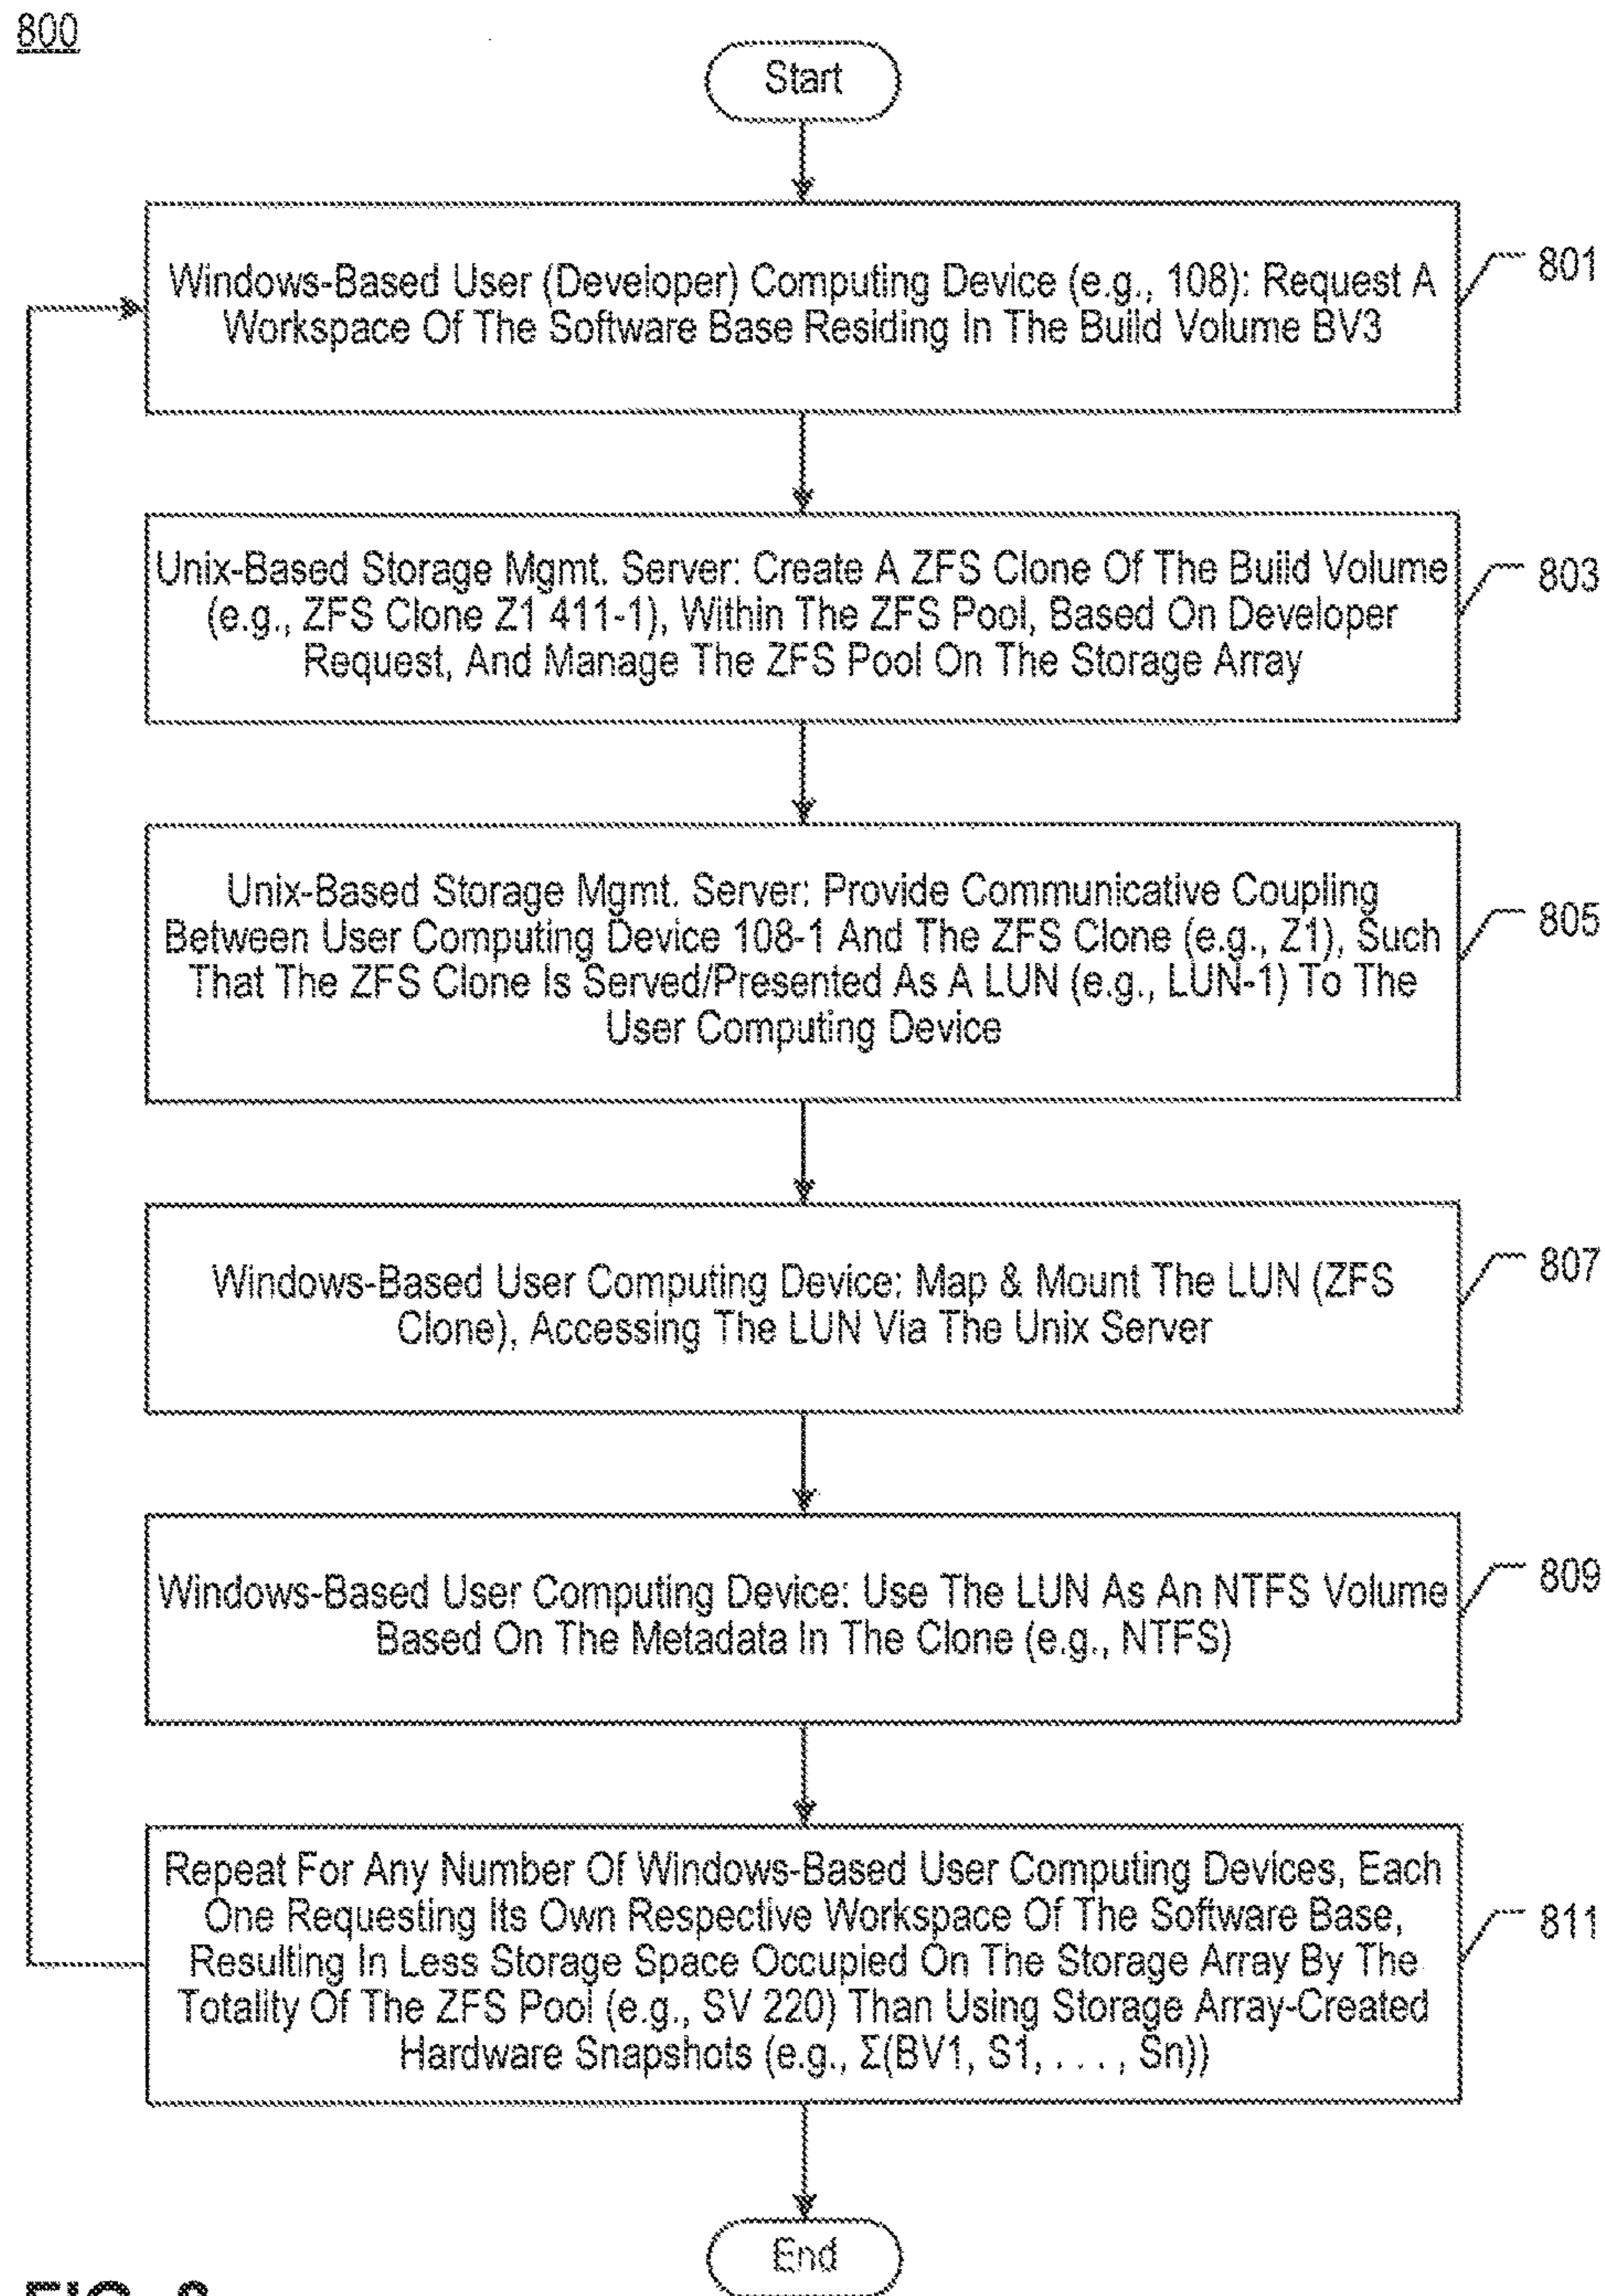 800
Start
Windows-Based User (Developer) Computing Device (e.g., 108): Request A
Workspace Of The Software Base Residing In The Build Volume BV3
801
Unix-Based Storage Mgmt. Server: Create A ZFS Clone Of The Build Volume
(e.g., ZFS Clone Z1 411-1), Within The ZFS Pool, Based On Developer
Request, And Manage The ZFS Pool On The Storage Array
803
Unix-Based Storage Mgmt. Server: Provide Communicative Coupling
Between User Computing Device 108-1 And The ZFS Clone (e.g., Z1), Such
That The ZFS Clone Is Served/Presented As A LUN (e.g., LUN-1) To The
User Computing Device
805
Windows-Based User Computing Device: Map & Mount The LUN (ZFS
Clone), Accessing The LUN Via The Unix Server
807
Windows-Based User Computing Device: Use The LUN As An NTFS Volume
Based On The Metadata In The Clone (e.g., NTFS)
809
Repeat For Any Number Of Windows-Based User Computing Devices, Each
One Requesting Its Own Respective Workspace Of The Software Base,
Resulting In Less Storage Space Occupied On The Storage Array By The
Totality Of The ZFS Pool (e.g., SV 220) Than Using Storage Array-Created
Hardware Snapshots (e.g., Σ(BV1, S1, . . . , Sn))
811
End